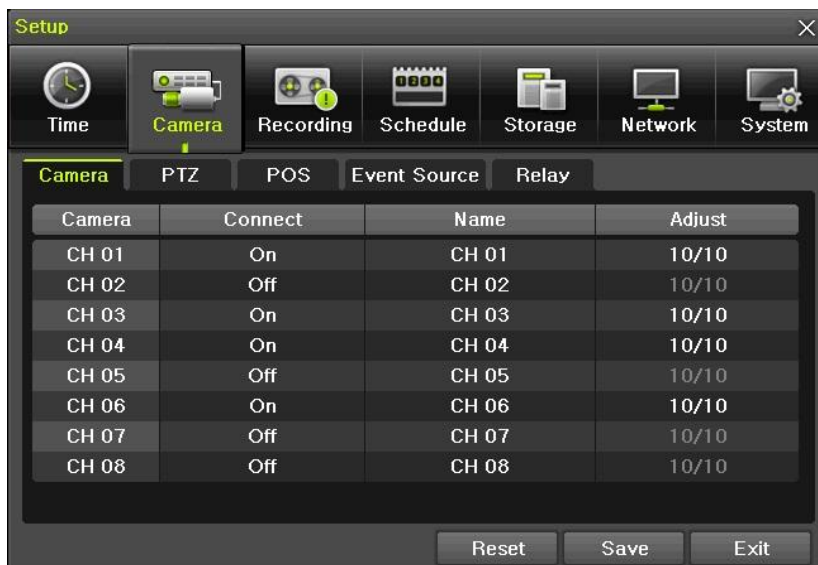 Setup
Time Camera Recording Schedule Storage Network System
Camera PTZ POS Event Source Relay
Camera Connect Name Adjust
CH 01 On CH 01 10/10
CH 02 Off CH 02 10/10
CH 03 On CH 03 10/10
CH 04 On CH 04 10/10
CH 05 Off CH 05 10/10
CH 06 On CH 06 10/10
CH 07 Off CH 07 10/10
CH 08 Off CH 08 10/10
Reset Save Exit